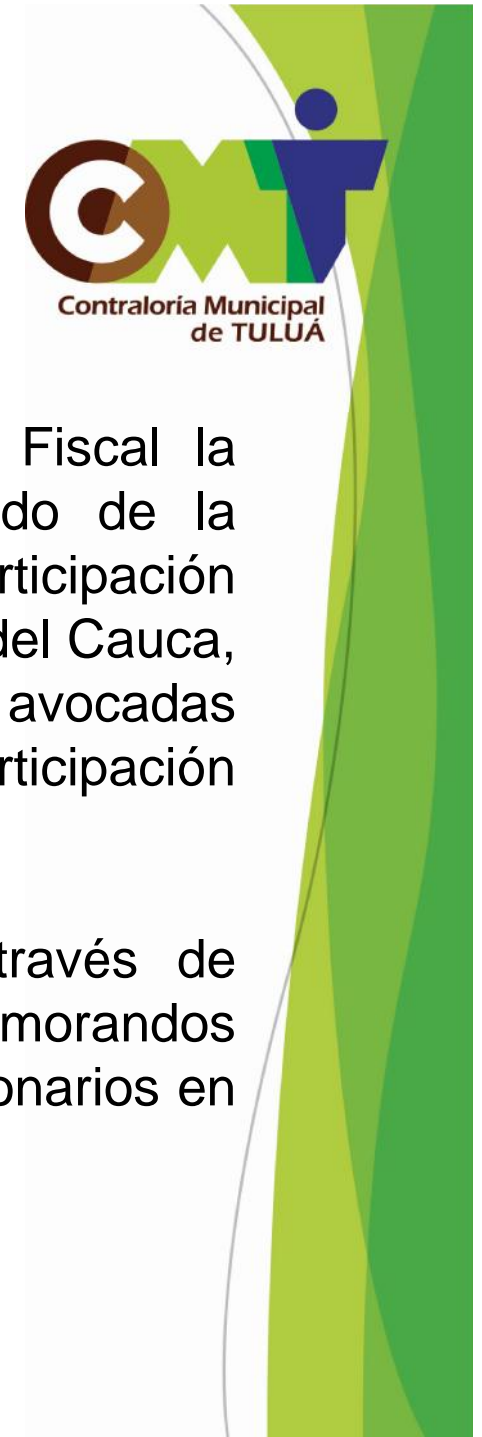 CMT
Contraloría Municipal
de TULUÁ
Fiscal la
do de la
rticipación
del Cauca,
avocadas
rticipación
través de
morandos
onarios en